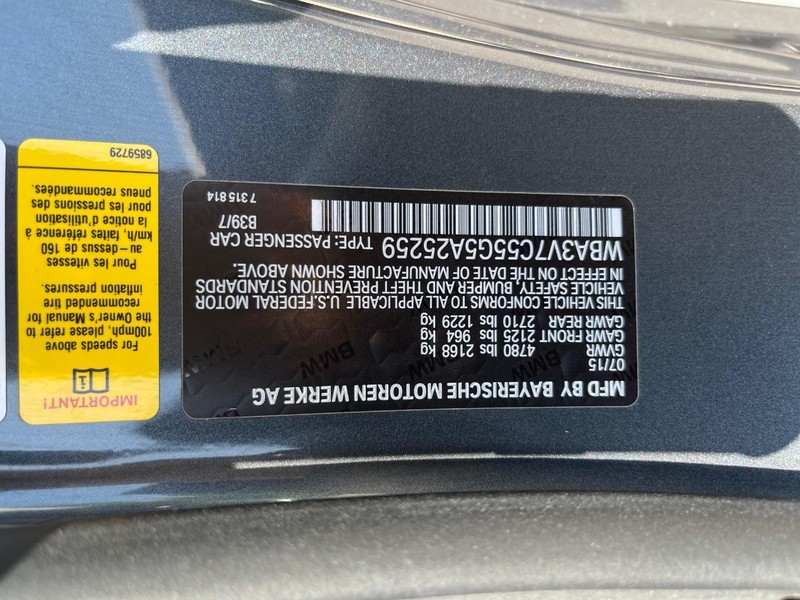 MFD BY BAYERISCHE MOTOREN WERKE AG
07/15
GVWR 4780 lbs 2168 kg
GAWR FRONT 2125 lbs 964 kg
GAWR REAR 2710 lbs 1229 kg
THIS VEHICLE CONFORMS TO ALL APPLICABLE U.S.FEDERAL MOTOR
VEHICLE SAFETY, BUMPER AND THEFT PREVENTION STANDARDS
IN EFFECT ON THE DATE OF MANUFACTURE SHOWN ABOVE.
WBA3V7C55G5A25259 TYPE: PASSENGER CAR
B39/7
7 315 814
IMPORTANT!
For speeds above
100mph, please refer to
the Owner's Manual for
recommended tire
inflation pressures.
Pour les vitesses
au-dessus de 160
km/h, faites référence à
la notice d'utilisation
pour les pressions des
pneus recommandées.
6859729